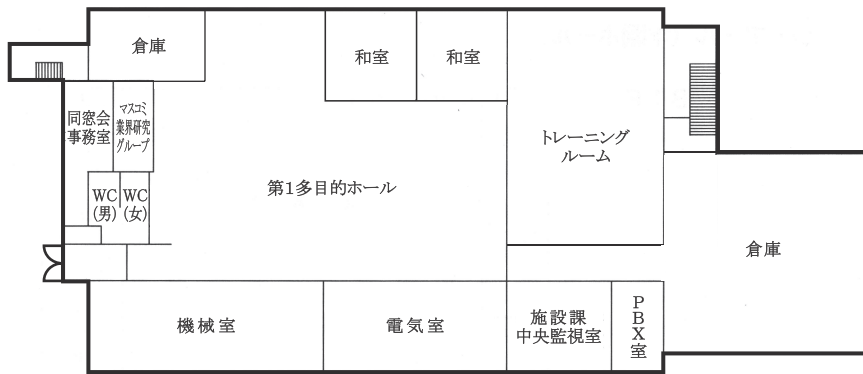 倉庫
和室
和室
同窓会
事務室
マスコミ
業界研究
グループ
トレーニング
ルーム
WC
(男)
WC
(女)
第1多目的ホール
倉庫
機械室
電気室
施設課
中央監視室
PBX室